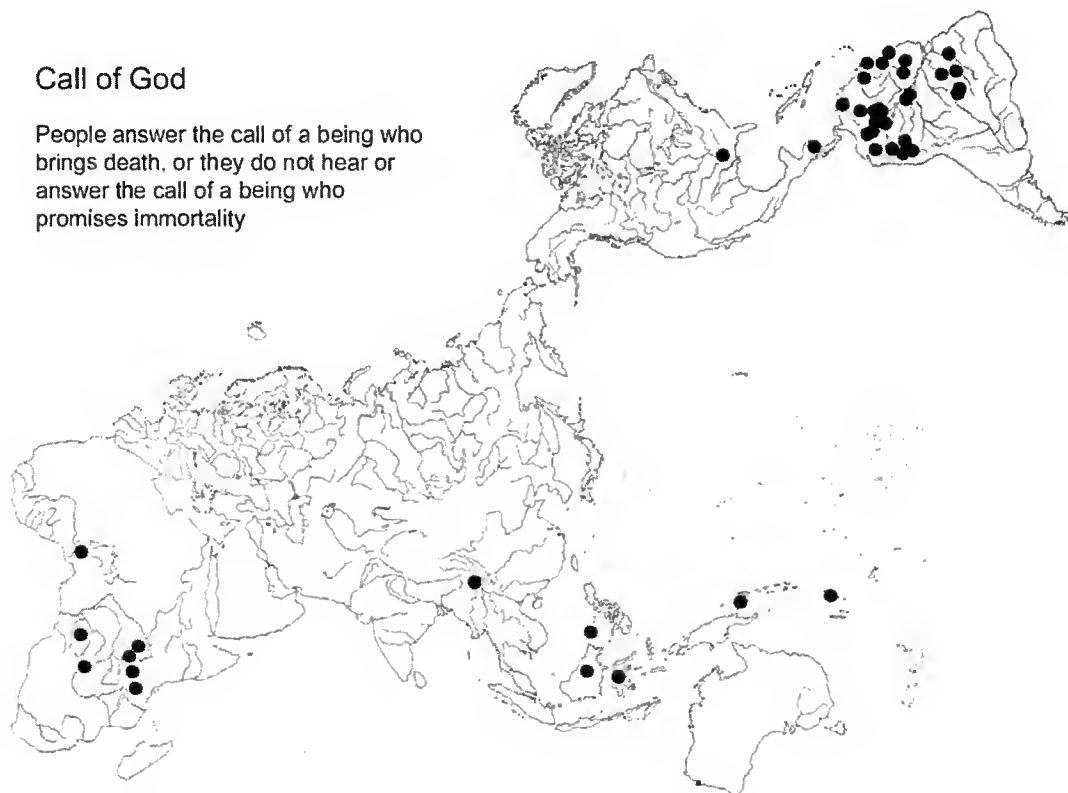 Call of God
People answer the call of a being who
brings death, or they do not hear or
answer the call of a being who
promises immortality